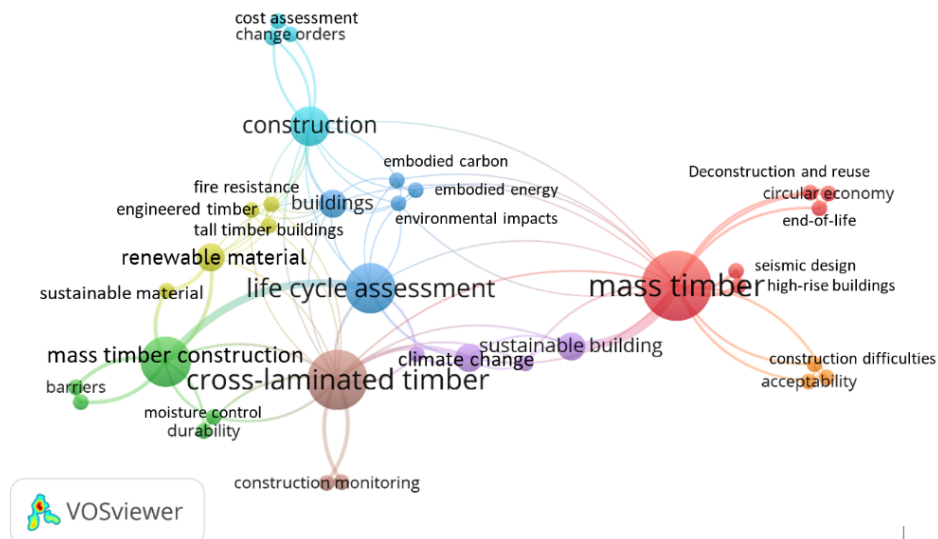 cost assessment
change orders
construction
embodied carbon
fire resistance
embodied energy
engineered timber
buildings
environmental impacts
tall timber buildings
Deconstruction and reuse
circular economy
end-of-life
renewable material
seismic design
mass timber
high-rise buildings
sustainable material
life cycle assessment
mass timber construction
climate change
sustainable building
construction difficulties
cross-laminated timber
acceptability
barriers
moisture control
durability
construction monitoring
VOSviewer